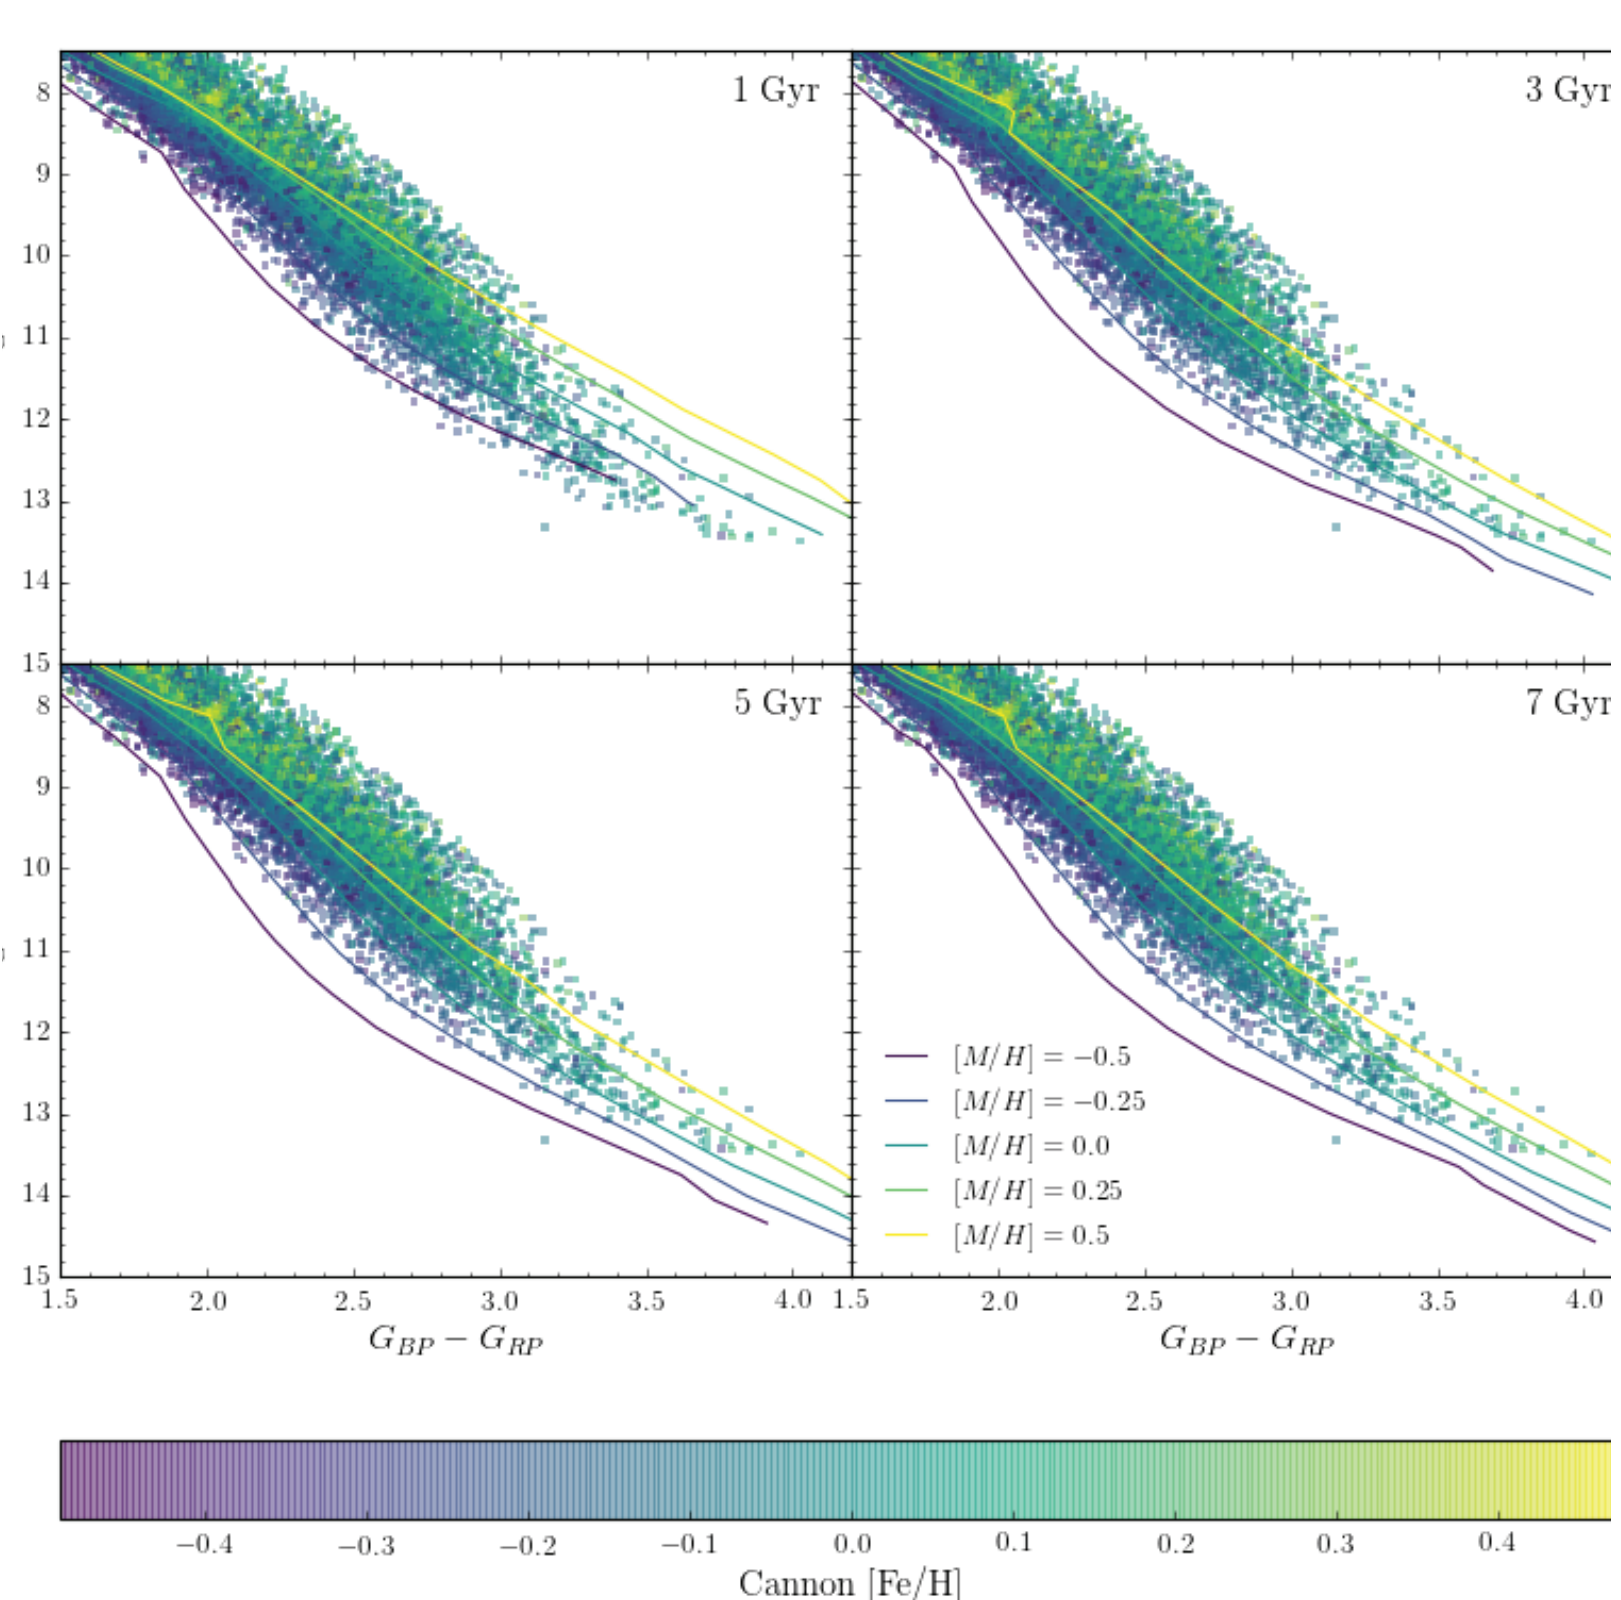 1 Gyr
3 Gyr
8
9
10
11
12
13
14
15
5 Gyr
7 Gyr
8
9
10
11
12
13
14
15
[M/H] = −0.5
[M/H] = −0.25
[M/H] = 0.0
[M/H] = 0.25
[M/H] = 0.5
1.5 2.0 2.5 3.0 3.5 4.0 1.5 2.0 2.5 3.0 3.5 4.0
G_BP − G_RP
G_BP − G_RP
−0.4 −0.3 −0.2 −0.1 0.0 0.1 0.2 0.3 0.4
Cannon [Fe/H]